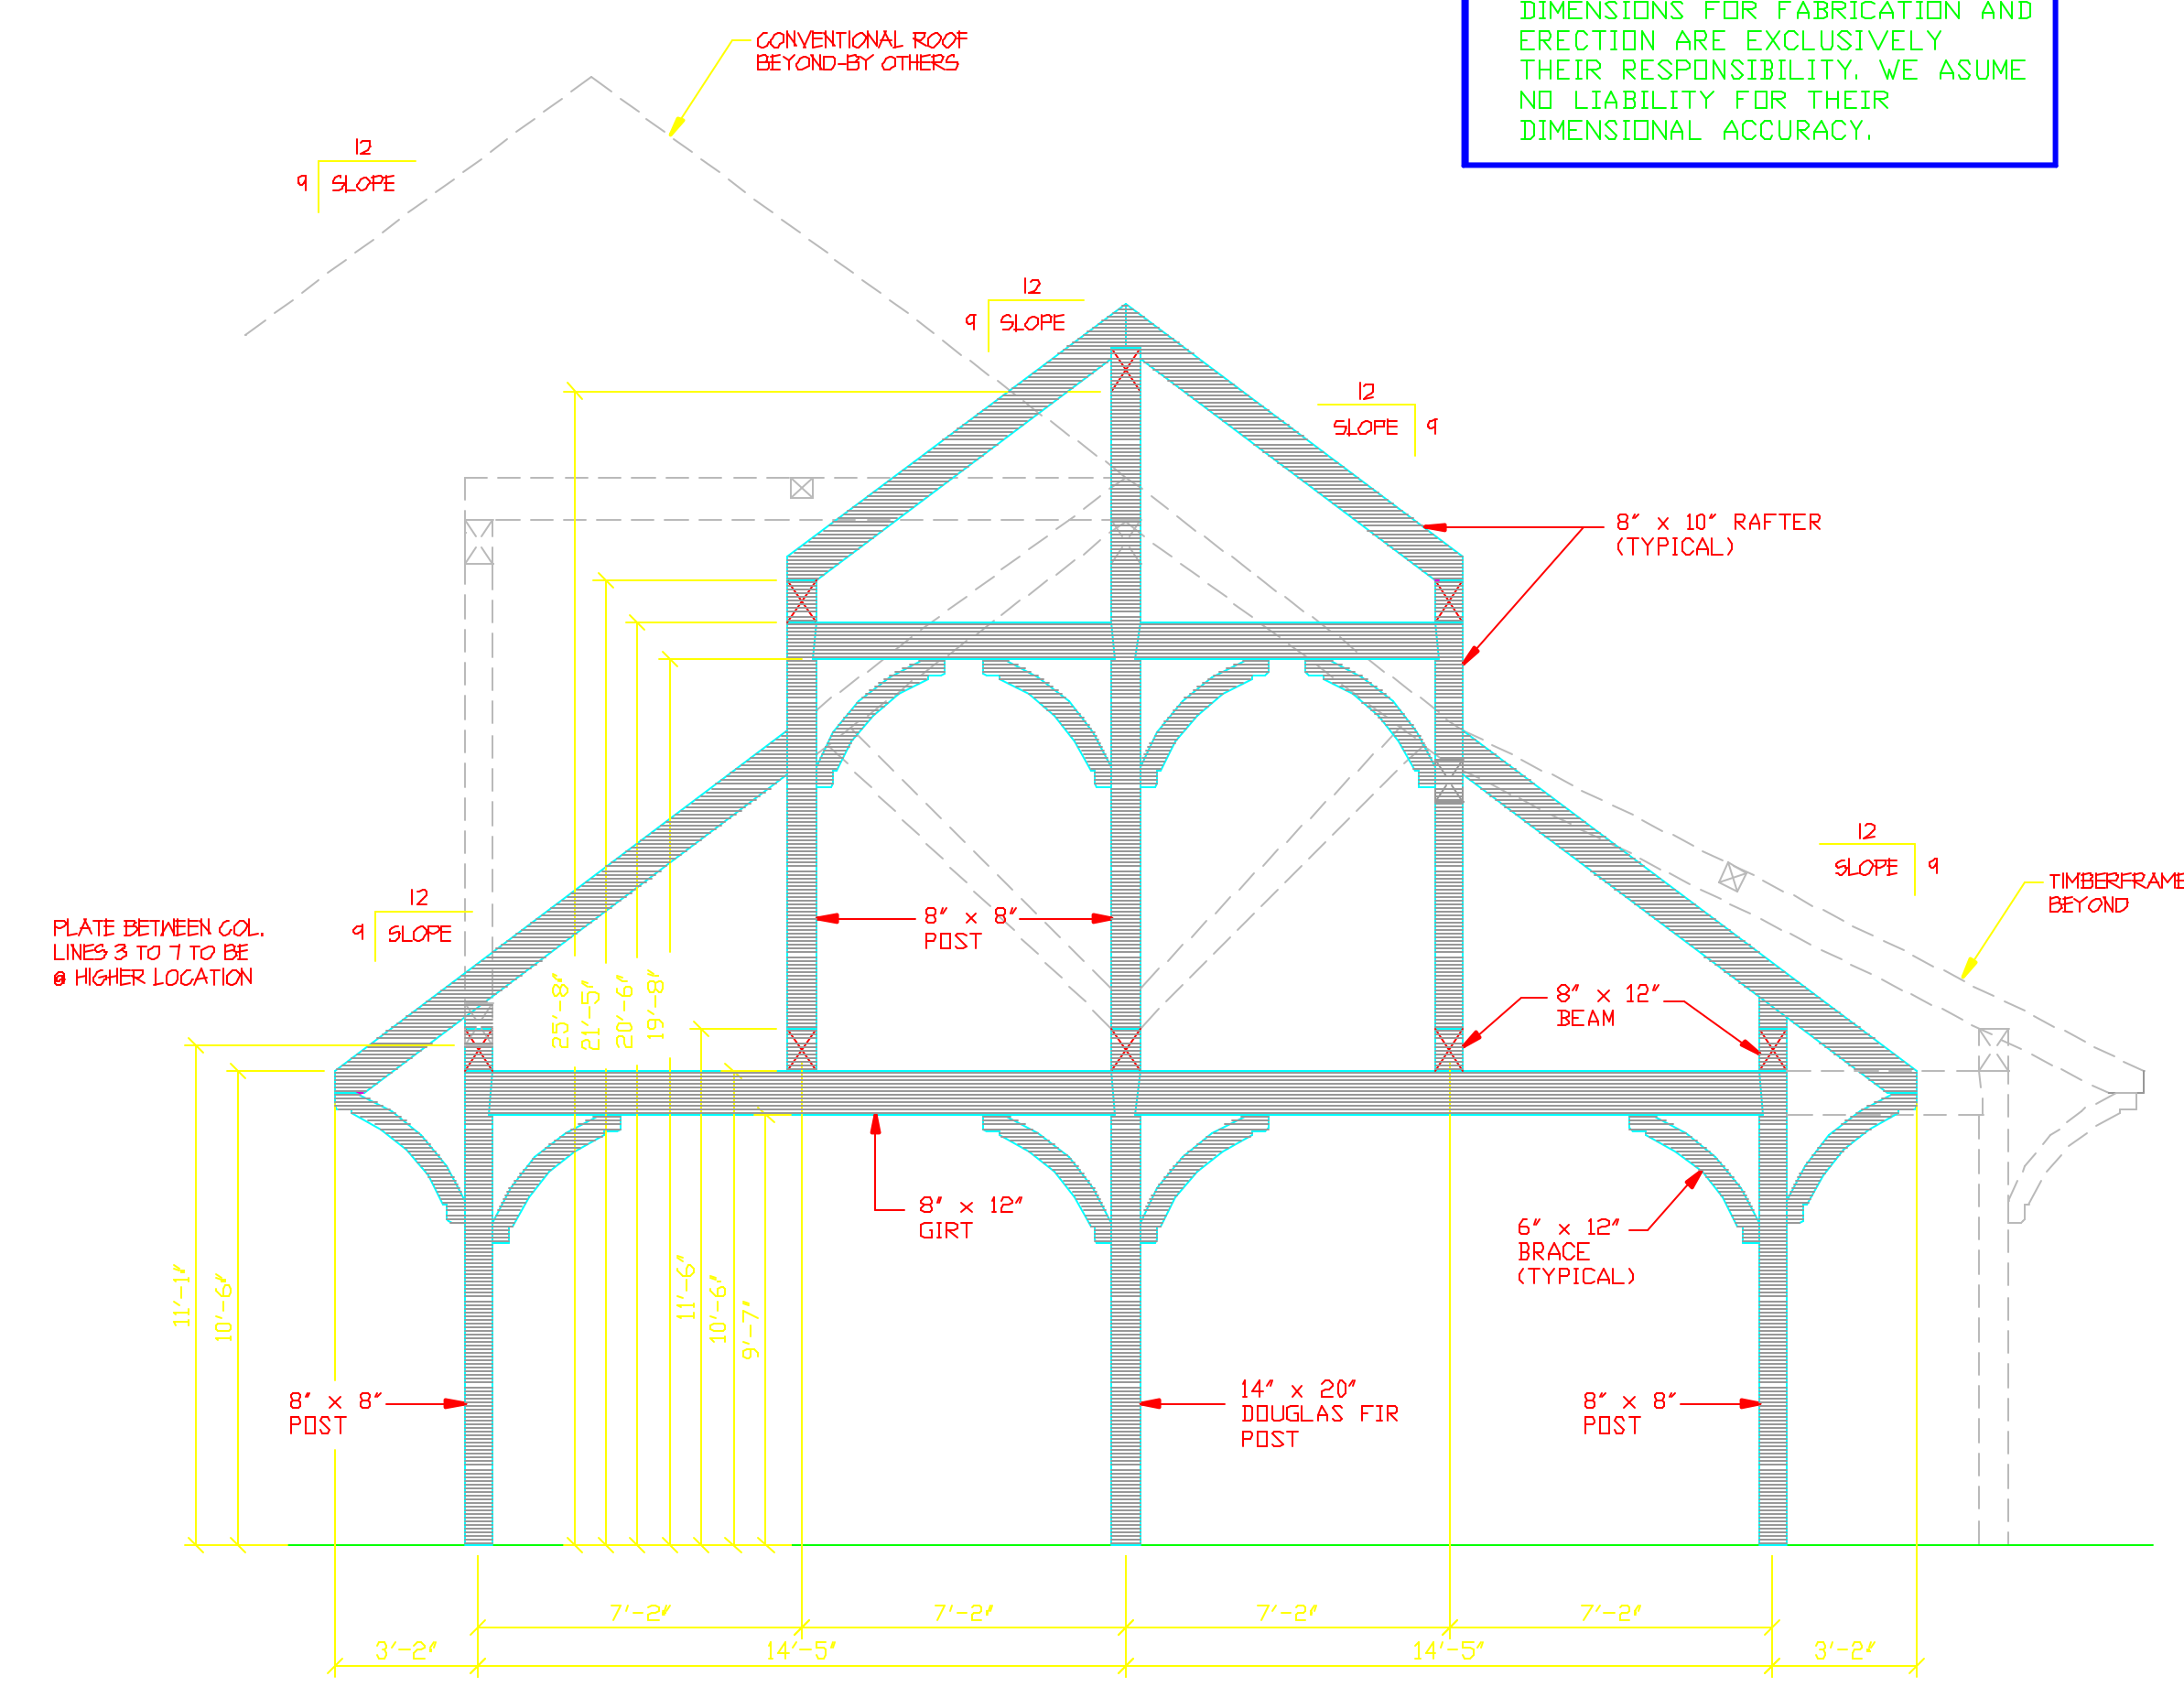 DIMENSIONS FOR FABRICATION AND
ERECTION ARE EXCLUSIVELY
THEIR RESPONSIBILITY. WE ASUME
NO LIABILITY FOR THEIR
DIMENSIONAL ACCURACY.
CONVENTIONAL ROOF
BEYOND-BY OTHERS
12
9 SLOPE
12
9 SLOPE
12
SLOPE 9
8" x 10" RAFTER
(TYPICAL)
12
SLOPE 9
TIMBERFRAME
BEYOND
12
9 SLOPE
PLATE BETWEEN COL.
LINES 3 TO 7 TO BE
@ HIGHER LOCATION
8" x 8"
POST
8" x 12"
BEAM
25'-8"
21'-5"
20'-6"
19'-8"
8" x 12"
GIRT
6" x 12"
BRACE
(TYPICAL)
11'-1"
10'-6"
11'-6"
10'-6"
9'-7"
8" x 8"
POST
14" x 20"
DOUGLAS FIR
POST
8" x 8"
POST
7'-2" 7'-2" 7'-2" 7'-2"
3'-2" 14'-5" 14'-5" 3'-2"